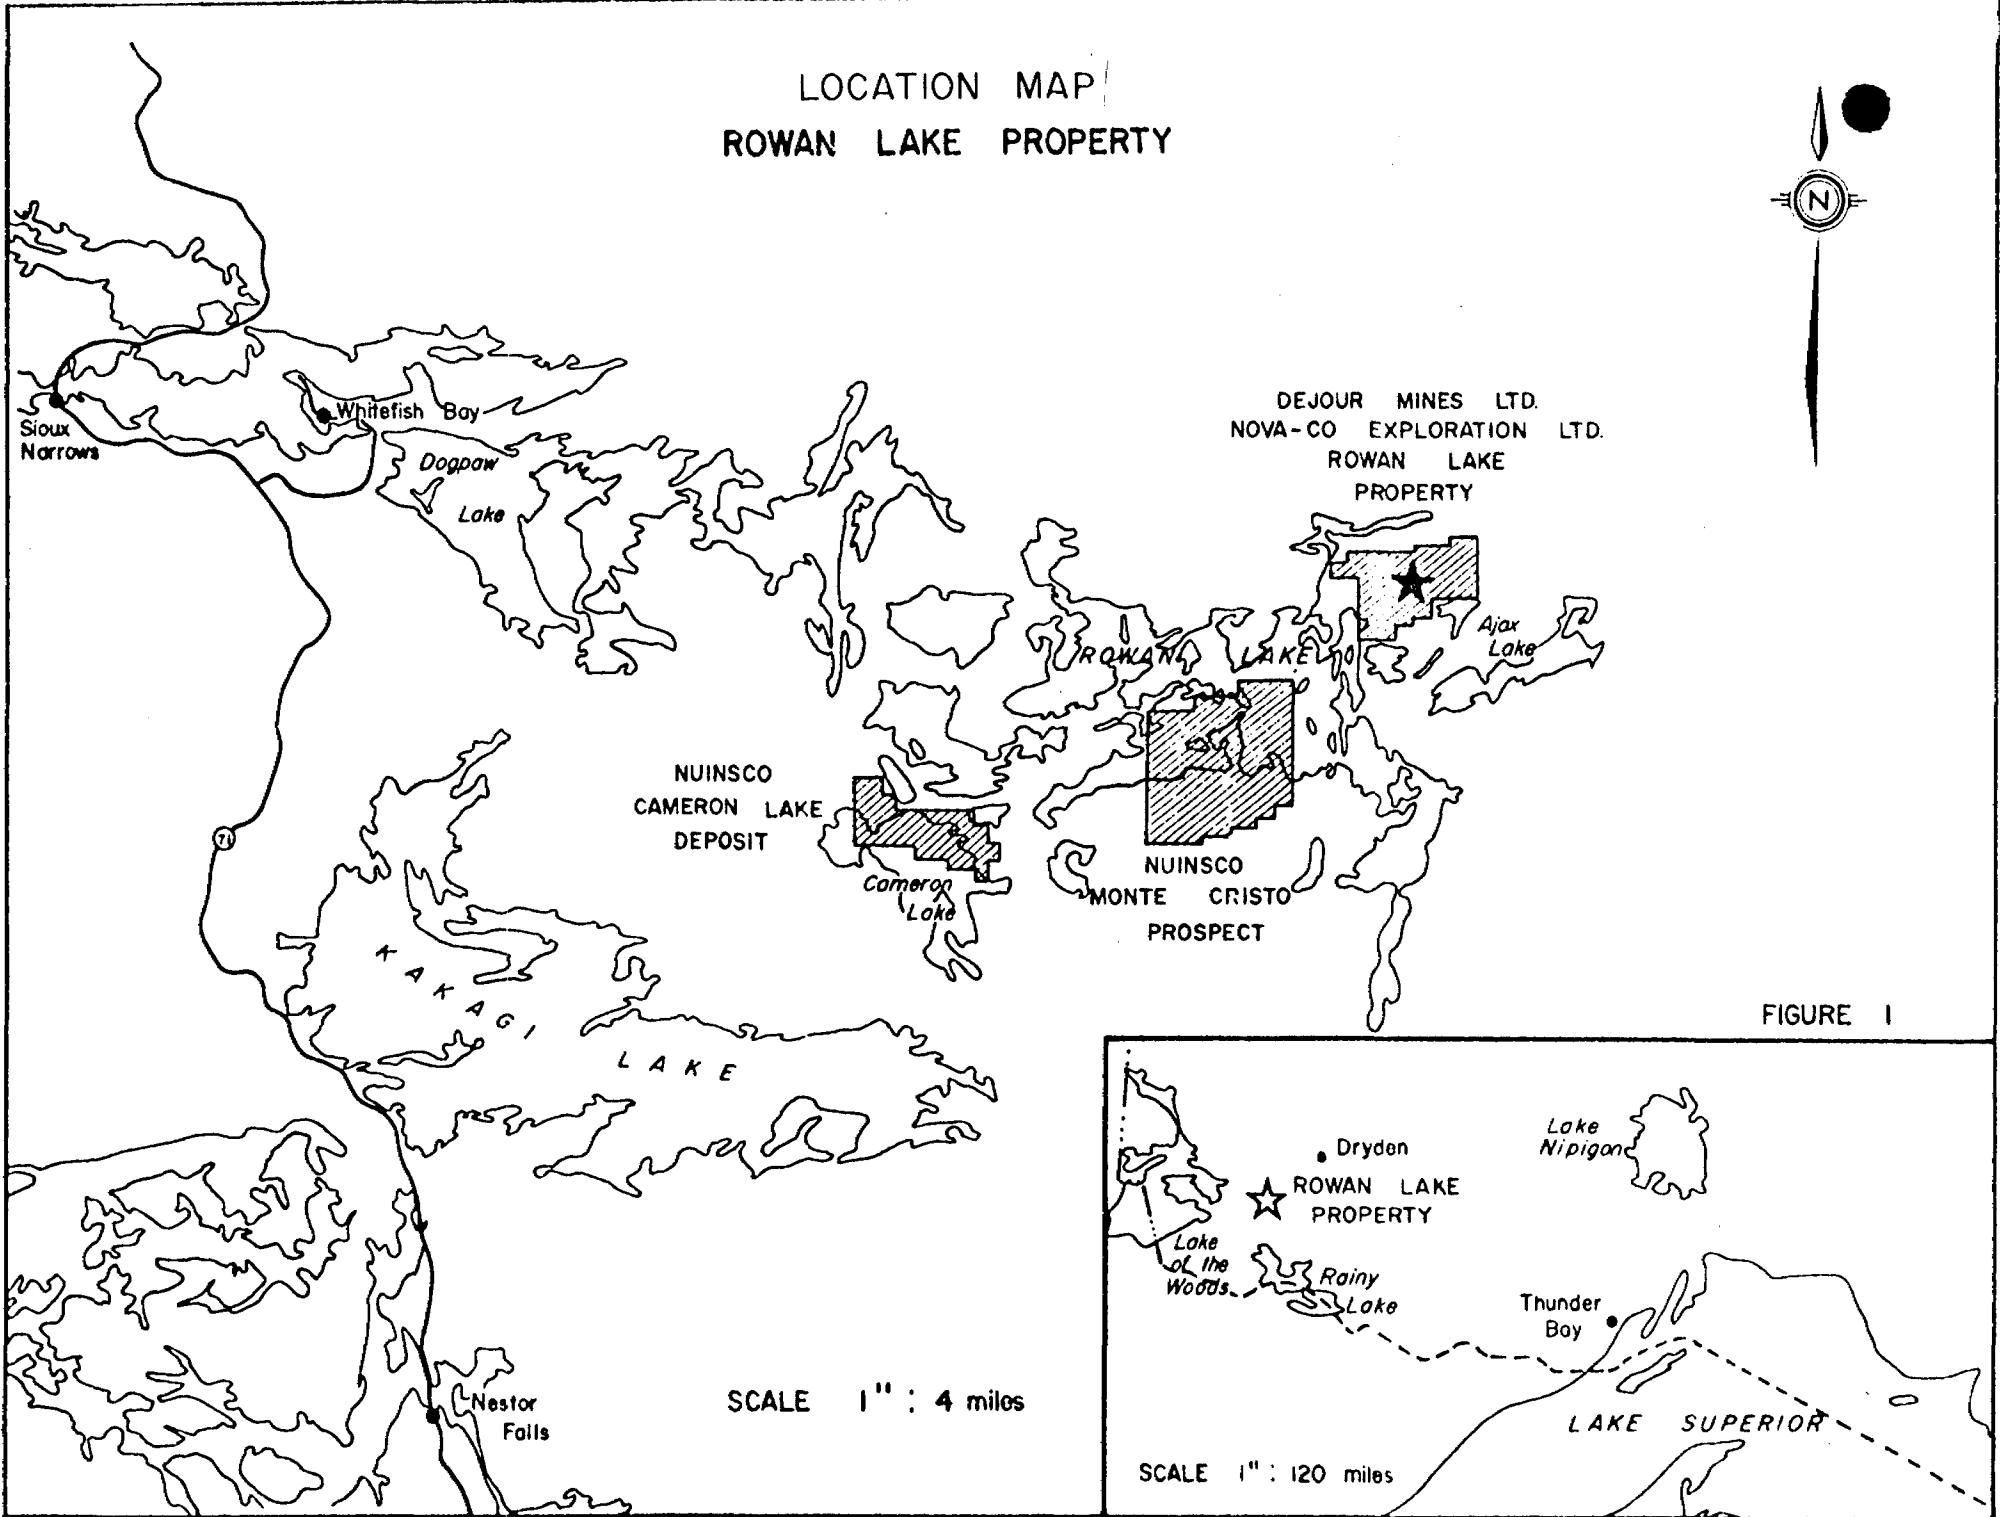 LOCATION MAP
ROWAN LAKE PROPERTY
N
DEJOUR MINES LTD.
NOVA-CO EXPLORATION LTD.
ROWAN LAKE
PROPERTY
Sioux
Narrows
Whitefish Bay
Dogpaw
Lake
Ajax
Lake
ROWAN LAKE
NUINSCO
CAMERON LAKE
DEPOSIT
71
Cameron
Lake
NUINSCO
MONTE CRISTO
PROSPECT
KAKAGI
LAKE
FIGURE 1
Nestor
Falls
SCALE 1" : 4 miles
Lake
Nipigon
Dryden
ROWAN LAKE
PROPERTY
Lake
of the
Woods
Rainy
Lake
Thunder
Bay
LAKE SUPERIOR
SCALE 1" : 120 miles